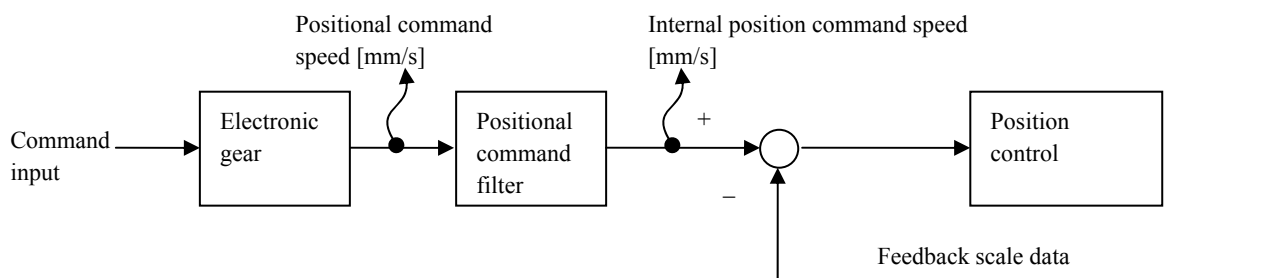 Positional command
speed [mm/s]
Internal position command speed
[mm/s]
Command
input
Electronic
gear
Positional
command
filter
+
−
Position
control
Feedback scale data